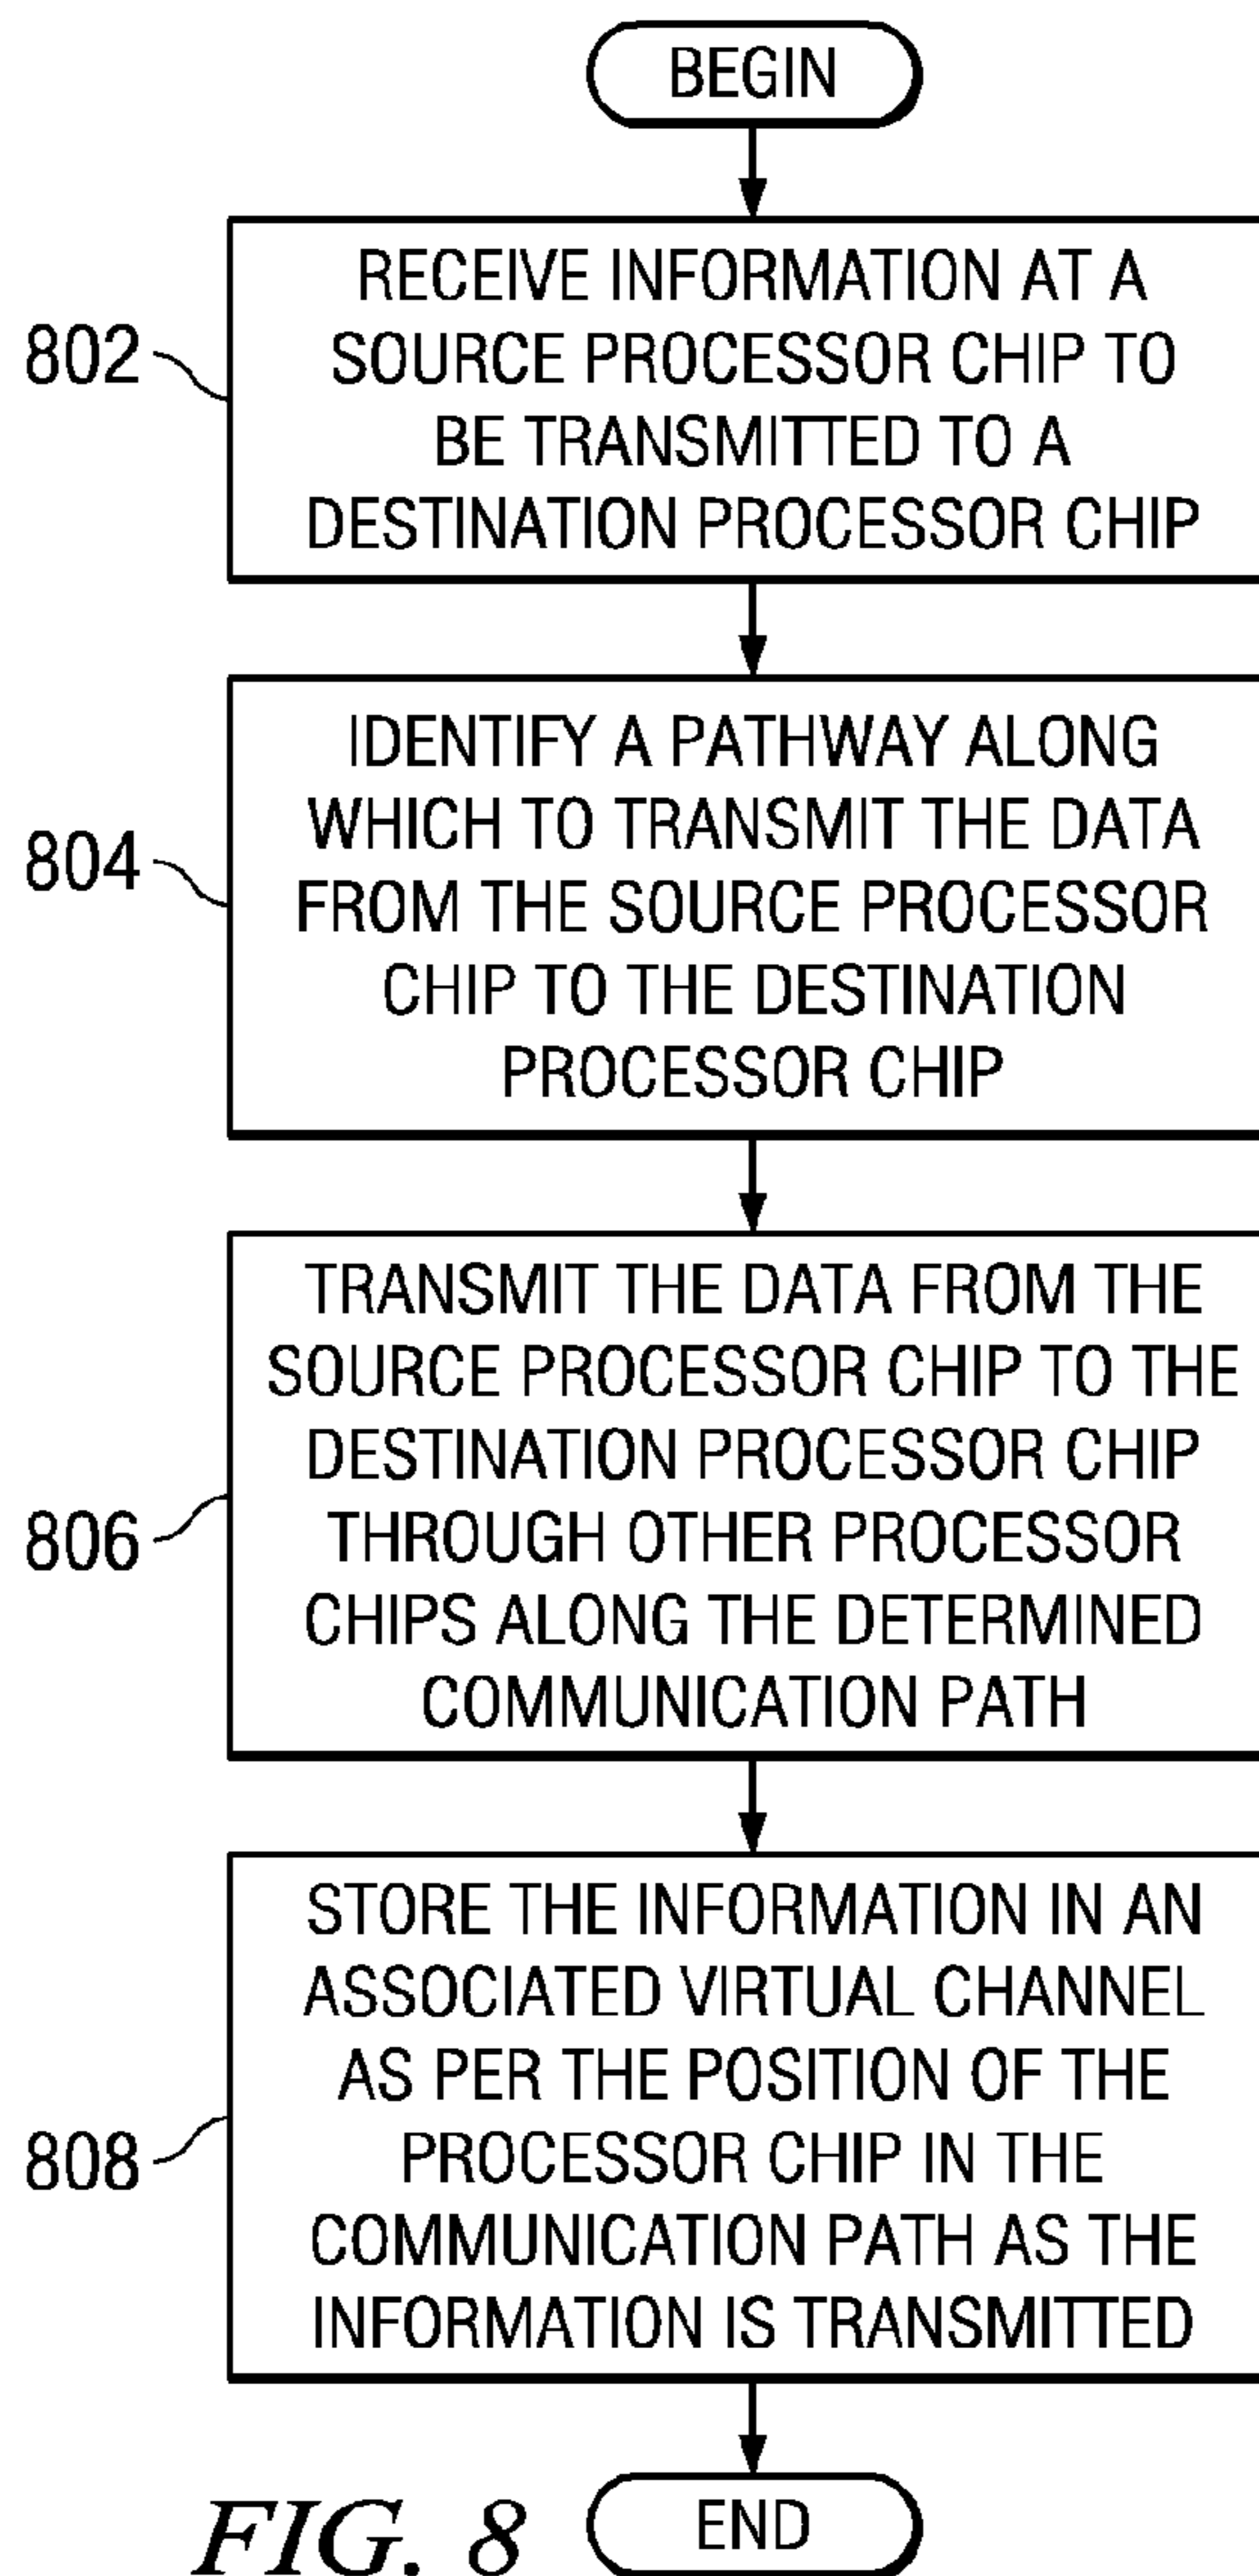 BEGIN
802
RECEIVE INFORMATION AT A
SOURCE PROCESSOR CHIP TO
BE TRANSMITTED TO A
DESTINATION PROCESSOR CHIP
804
IDENTIFY A PATHWAY ALONG
WHICH TO TRANSMIT THE DATA
FROM THE SOURCE PROCESSOR
CHIP TO THE DESTINATION
PROCESSOR CHIP
806
TRANSMIT THE DATA FROM THE
SOURCE PROCESSOR CHIP TO THE
DESTINATION PROCESSOR CHIP
THROUGH OTHER PROCESSOR
CHIPS ALONG THE DETERMINED
COMMUNICATION PATH
808
STORE THE INFORMATION IN AN
ASSOCIATED VIRTUAL CHANNEL
AS PER THE POSITION OF THE
PROCESSOR CHIP IN THE
COMMUNICATION PATH AS THE
INFORMATION IS TRANSMITTED
END
FIG. 8